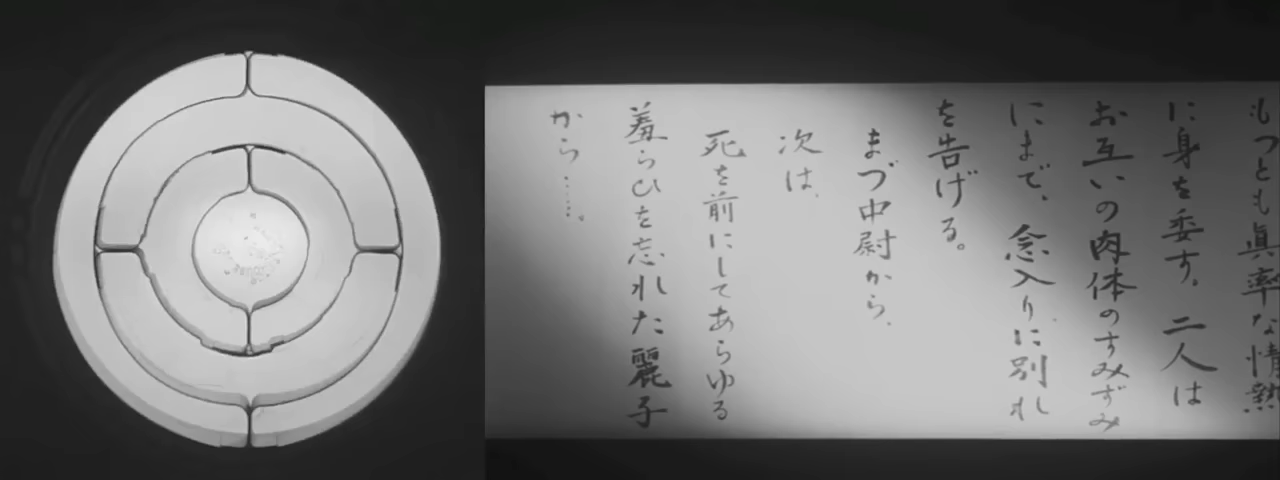 もつとも眞率な情熱
に身を委す。二人は
お互いの肉体のすみずみ
にまで、念入りに別れ
を告げる。
まづ中尉から、
次は、
死を前にしてあらゆる
羞らひを忘れた麗子
から……。